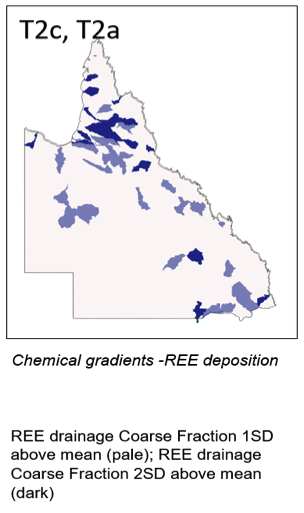 T2c, T2a
Chemical gradients -REE deposition
REE drainage Coarse Fraction 1SD
above mean (pale); REE drainage
Coarse Fraction 2SD above mean
(dark)